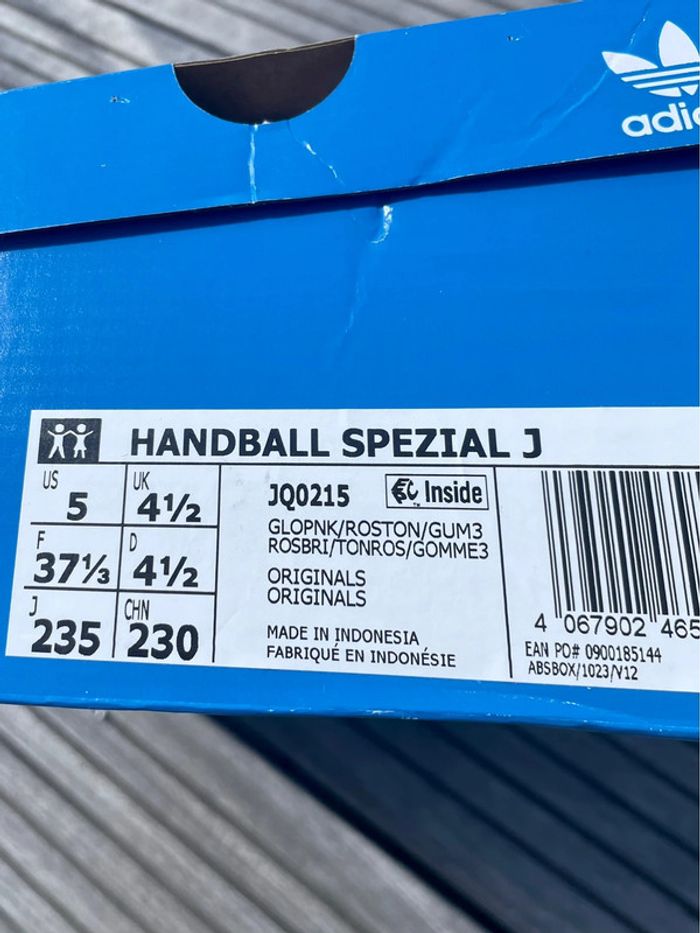 adid
HANDBALL SPEZIAL J
US 5
UK 4½
F 37⅓
D 4½
J 235
CHN 230
JQ0215
Inside
GLOPNK/ROSTON/GUM3
ROSBRI/TONROS/GOMME3
ORIGINALS
ORIGINALS
MADE IN INDONESIA
FABRIQUÉ EN INDONÉSIE
4 067902 465
EAN PO# 0900185144
ABSBOX/1023/V12